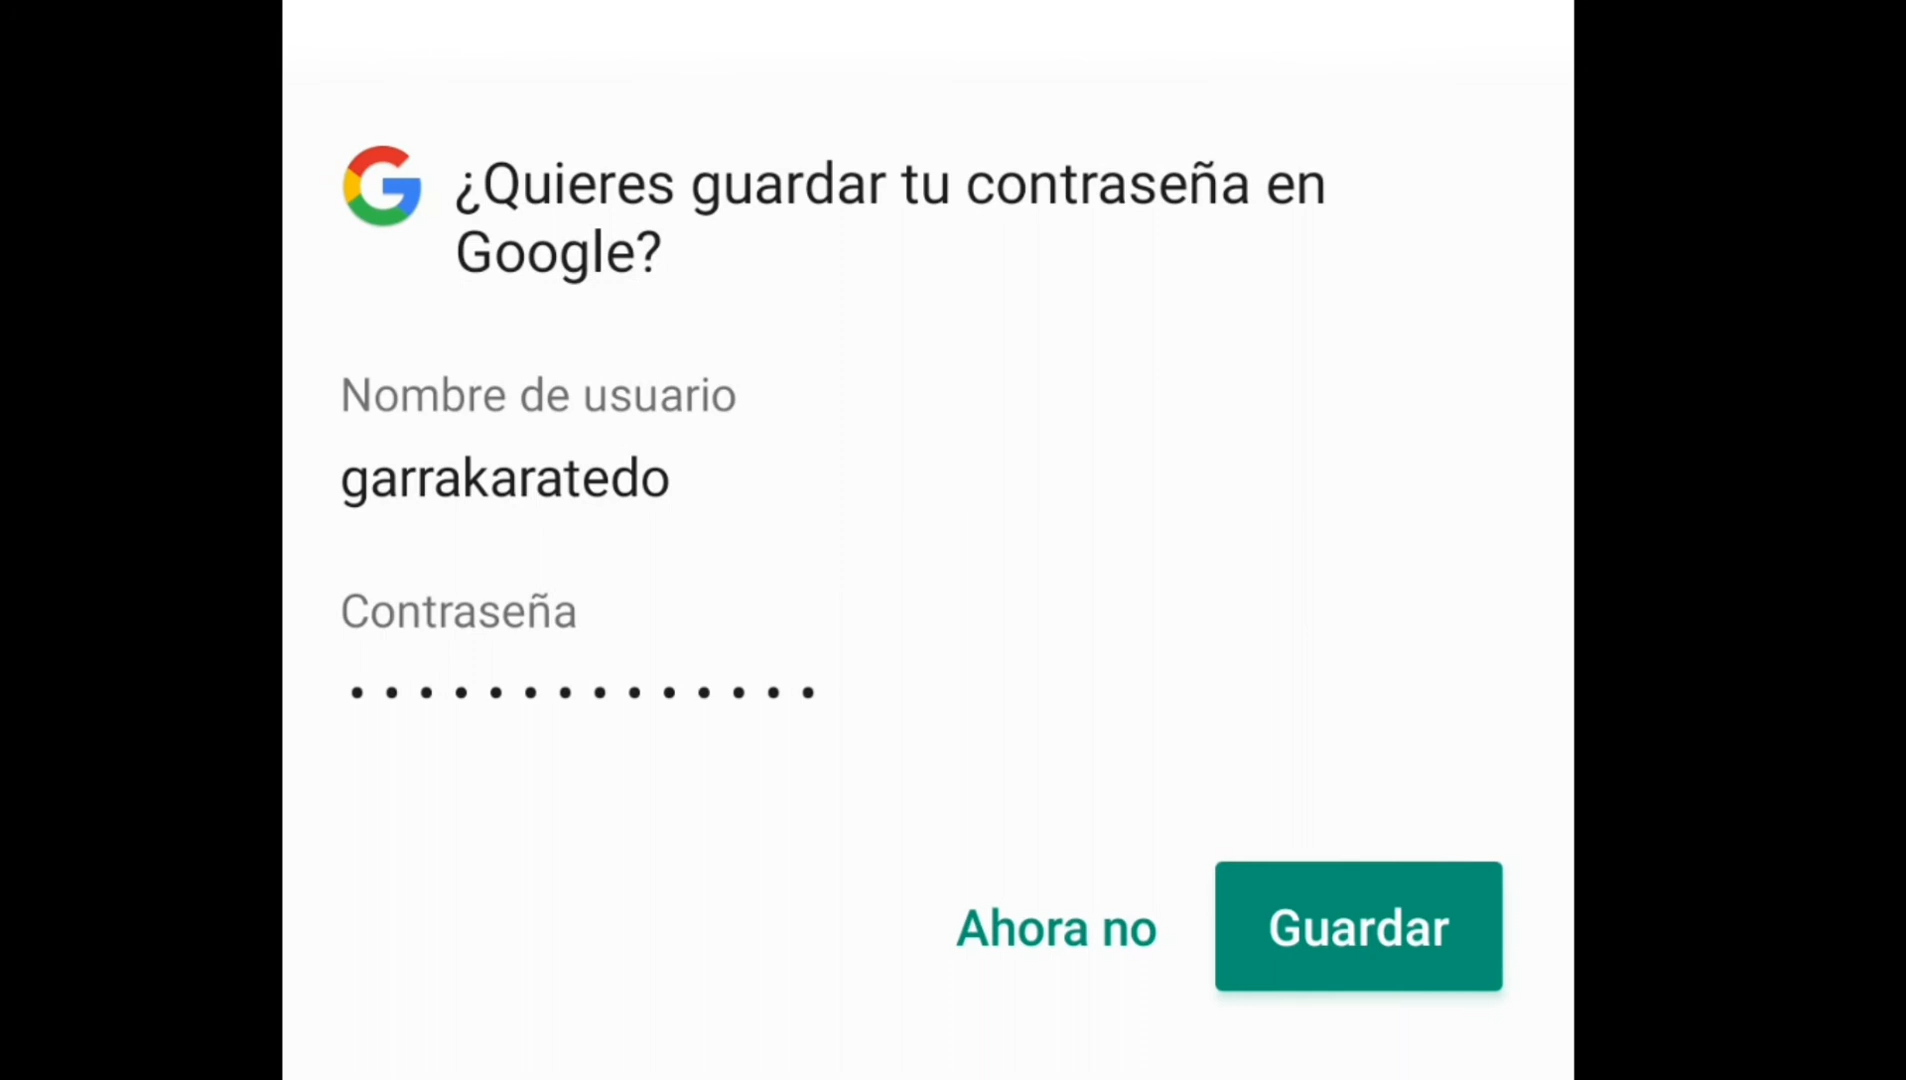 ¿Quieres guardar tu contraseña en
Google?
Nombre de usuario
garrakaratedo
Contraseña
••••••••••••••
Ahora no
Guardar